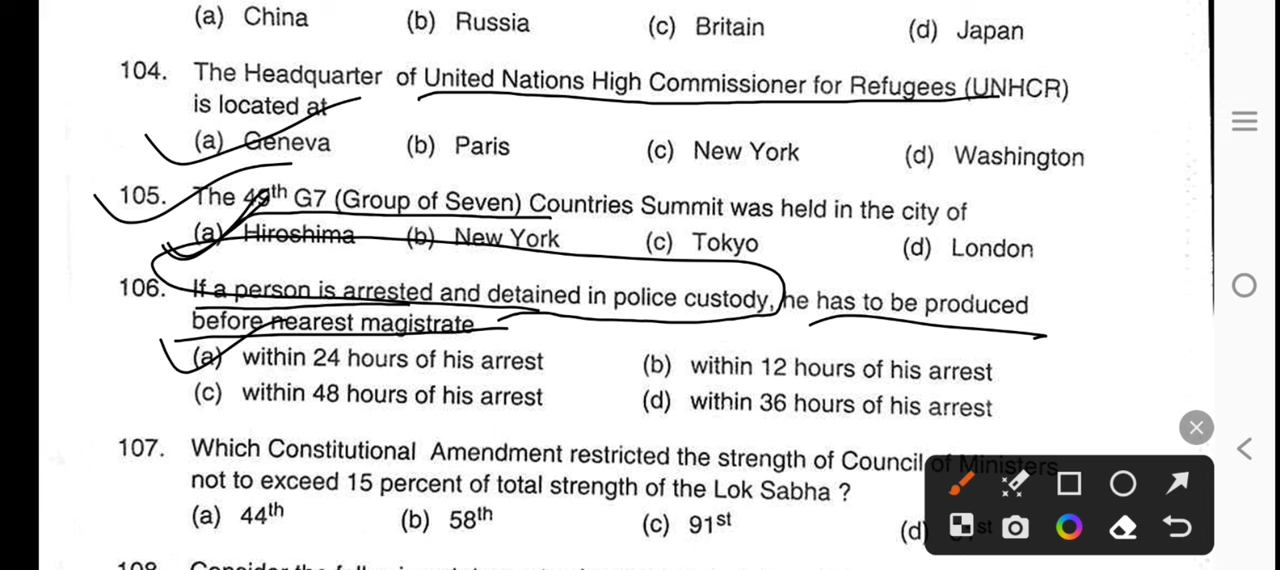 (a) China (b) Russia (c) Britain (d) Japan
104. The Headquarter of United Nations High Commissioner for Refugees (UNHCR)
is located at
(a) Geneva (b) Paris (c) New York (d) Washington
105. The 49th G7 (Group of Seven) Countries Summit was held in the city of
(a) Hiroshima (b) New York (c) Tokyo (d) London
106. If a person is arrested and detained in police custody, he has to be produced
before nearest magistrate
(a) within 24 hours of his arrest (b) within 12 hours of his arrest
(c) within 48 hours of his arrest (d) within 36 hours of his arrest
107. Which Constitutional Amendment restricted the strength of Council of Ministers
not to exceed 15 percent of total strength of the Lok Sabha ?
(a) 44th (b) 58th (c) 91st (d) st